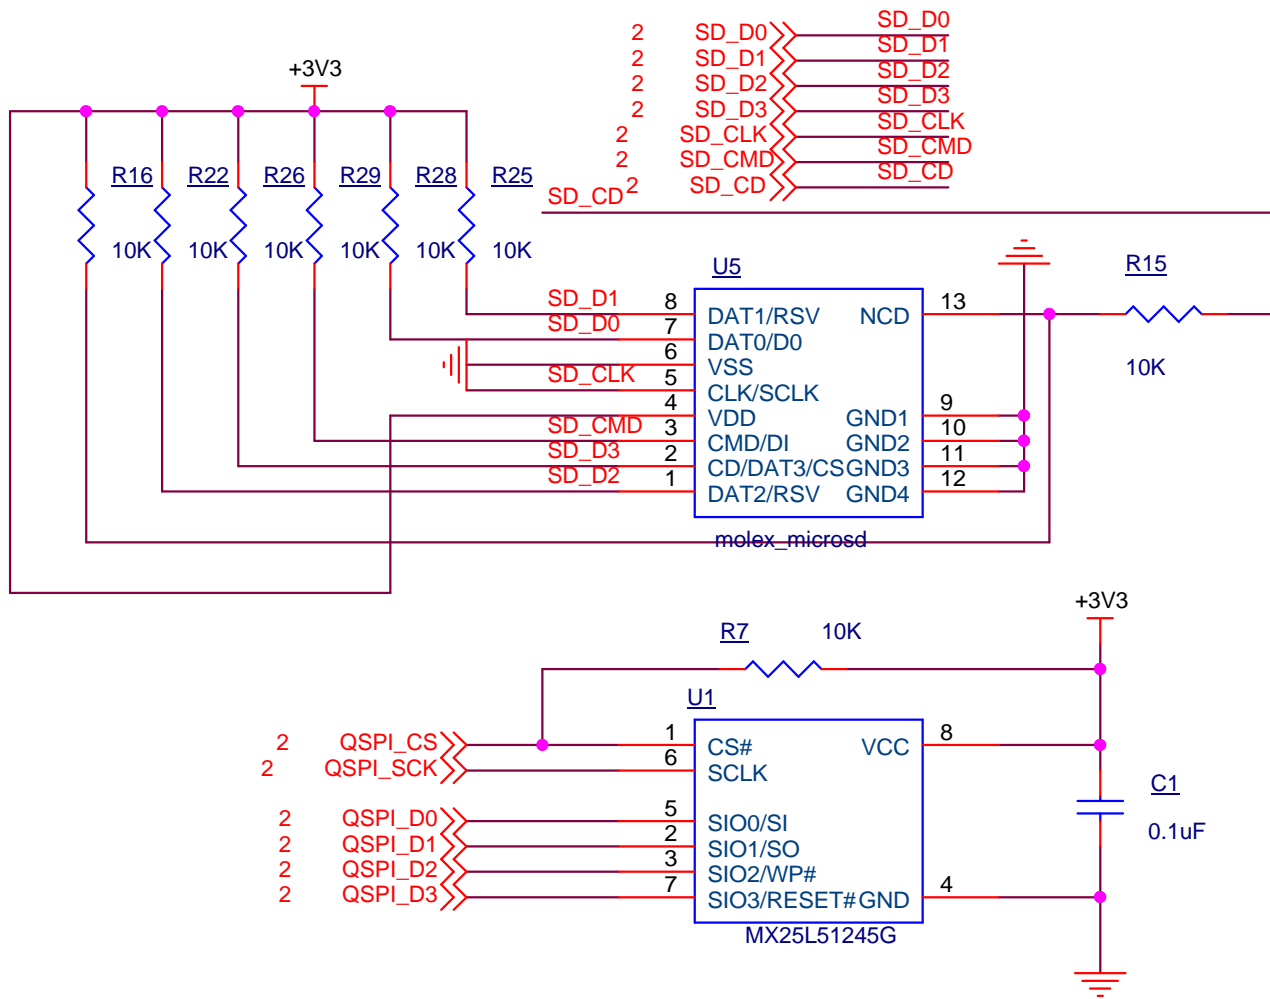 2 SD_D0 SD_D0
2 SD_D1 SD_D1
2 SD_D2 SD_D2
2 SD_D3 SD_D3
2 SD_CLK SD_CLK
2 SD_CMD SD_CMD
2 SD_CD SD_CD
+3V3
R16 R22 R26 R29 R28 R25
10K 10K 10K 10K 10K 10K
SD_CD
U5
R15
10K
SD_D1 8 DAT1/RSV NCD 13
SD_D0 7 DAT0/D0
6 VSS
SD_CLK 5 CLK/SCLK
4 VDD GND1 9
SD_CMD 3 CMD/DI GND2 10
SD_D3 2 CD/DAT3/CS GND3 11
SD_D2 1 DAT2/RSV GND4 12
molex_microsd
+3V3
R7 10K
U1
2 QSPI_CS 1 CS# VCC 8
2 QSPI_SCK 6 SCLK
C1
0.1uF
2 QSPI_D0 5 SIO0/SI
2 QSPI_D1 2 SIO1/SO
2 QSPI_D2 3 SIO2/WP#
2 QSPI_D3 7 SIO3/RESET# GND 4
MX25L51245G